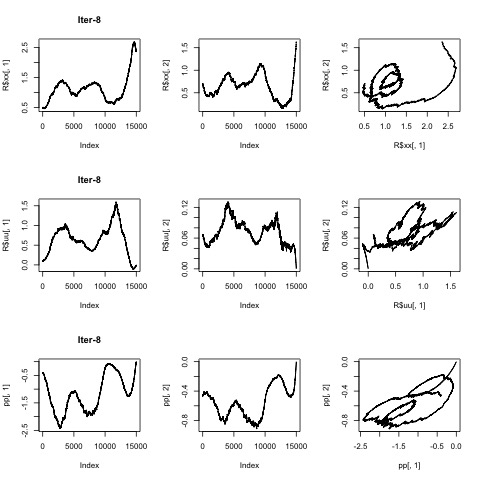 Iter-8
R$xx[, 1]
0.5 1.0 1.5 2.0 2.5
0 5000 10000 15000
Index
R$xx[, 2]
0.5 1.0 1.5
0 5000 10000 15000
Index
R$xx[, 2]
0.5 1.0 1.5
0.5 1.0 1.5 2.0 2.5
R$xx[, 1]
Iter-8
R$uu[, 1]
0.0 0.5 1.0 1.5
0 5000 10000 15000
Index
R$uu[, 2]
0.00 0.06 0.12
0 5000 10000 15000
Index
R$uu[, 2]
0.00 0.06 0.12
0.0 0.5 1.0 1.5
R$uu[, 1]
Iter-8
pp[, 1]
-2.5 -1.5 -0.5
0 5000 10000 15000
Index
pp[, 2]
-0.8 -0.4 0.0
0 5000 10000 15000
Index
pp[, 2]
-0.8 -0.4 0.0
-2.5 -1.5 -0.5 0.0
pp[, 1]